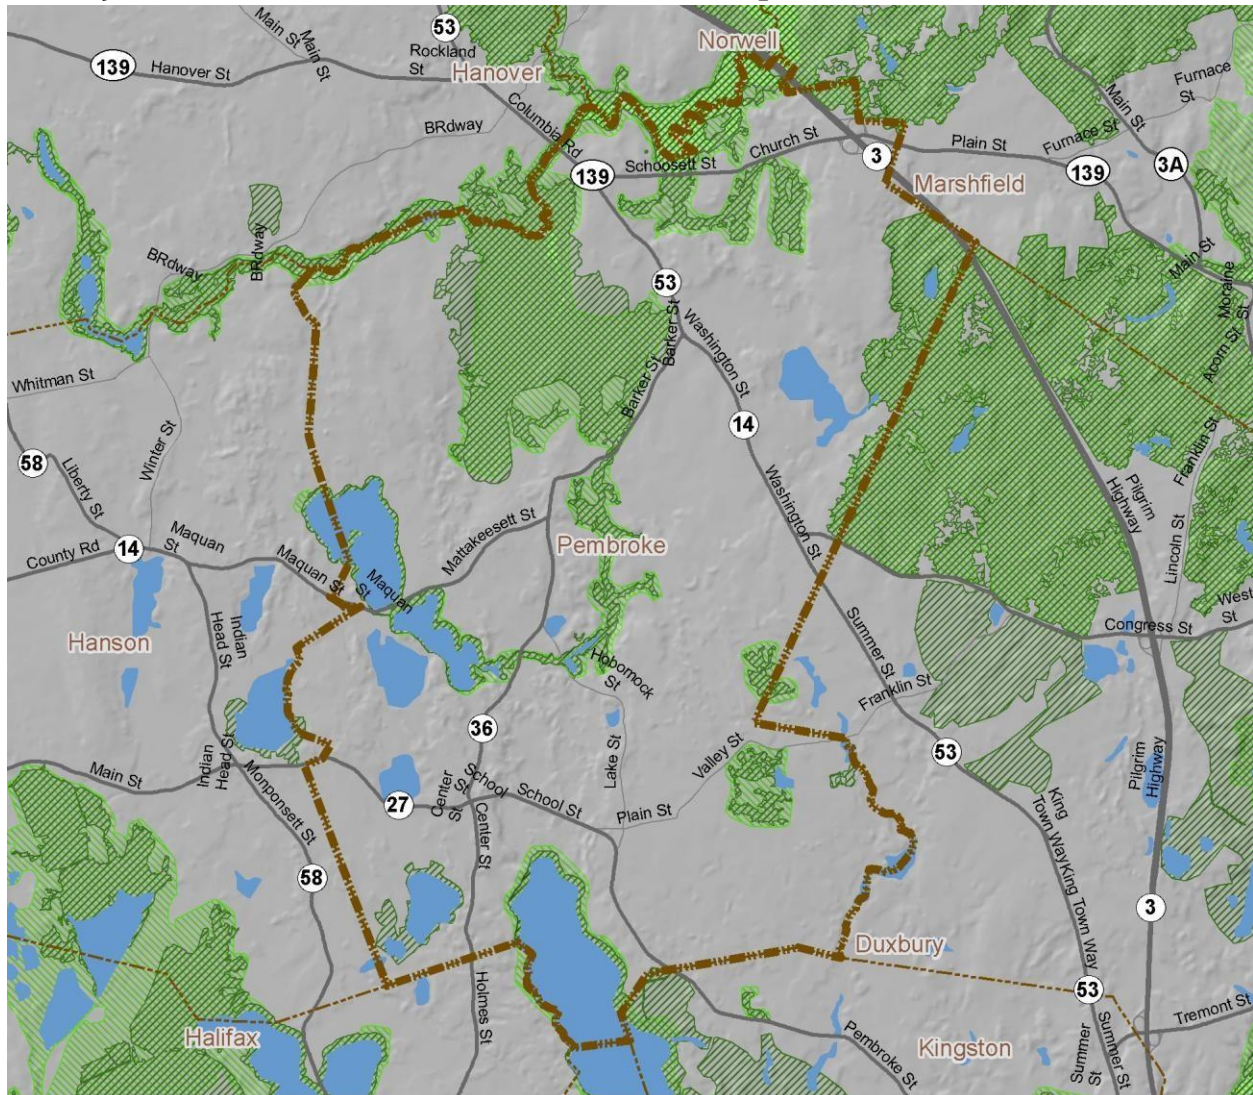 Norwell
53
Main St
Main St
Rockland
St
139
Hanover St
Hanover
Furnace
St
Main St
Columbia Rd
BRdway
Furnace St
Church St
Plain St
3
3A
Schoosett St
139
139
Marshfield
BRdway
BRdway
Main St
53
Moraine
St
Barker St
Washington St
Acorn St
Whitman St
Barker St
14
Franklin St
Winter St
58
Liberty St
Washington St
Pilgrim
Highway
Mattakeesett St
Maquan
St
14
County Rd
Pembroke
Lincoln St
Maquan St
Maquan
St
West
St
Congress St
Summer St
Indian
Head St
Indian
Head St
Hanson
Hobomock
St
Franklin St
36
Valley St
53
Indian
Head St
Lake St
Pilgrim
Highway
Main St
Monponsett St
School
St
School St
27
Center
St
Plain St
King
Town Way
Center St
58
King Town Way
3
Duxbury
53
Holmes St
Tremont St
Halifax
Kingston
Pembroke St
Summer
St
Summer St